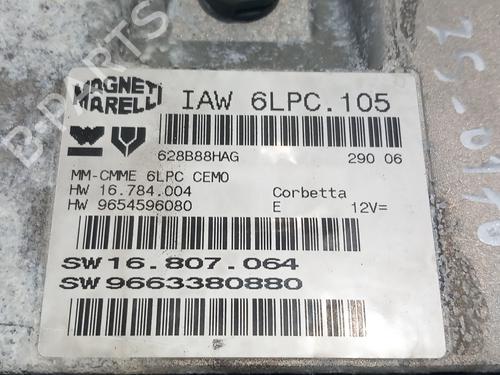 B-PARTS
MAGNETI
MARELLI
IAW 6LPC.105
628B88HAG 290 06
MM-CMME 6LPC CEM0
HW 16.784.004 Corbetta
HW 9654596080 E 12V=
SW 16.807.064
SW 9663380880